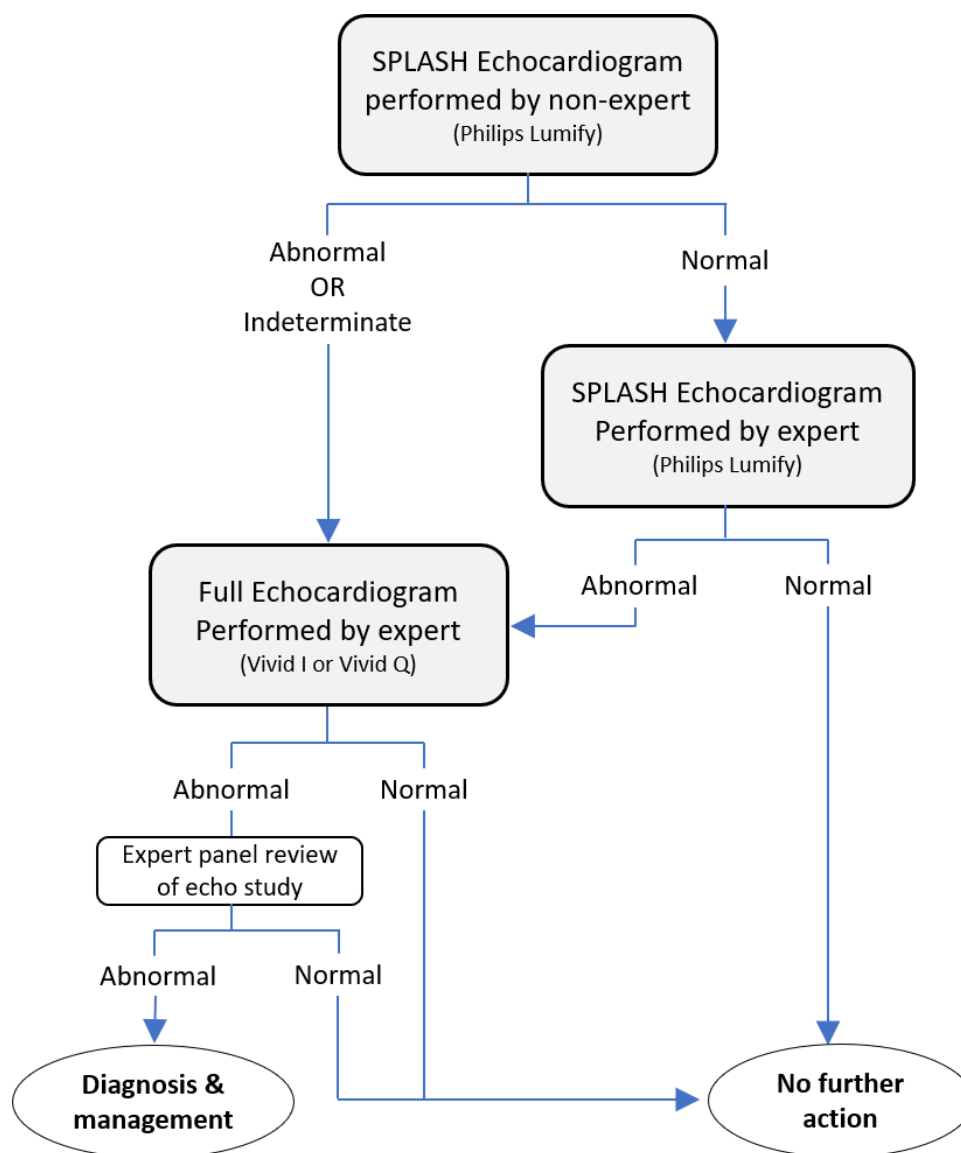 SPLASH Echocardiogram
performed by non-expert
(Philips Lumify)
Abnormal
OR
Indeterminate
Normal
SPLASH Echocardiogram
Performed by expert
(Philips Lumify)
Full Echocardiogram
Performed by expert
(Vivid I or Vivid Q)
Abnormal
Normal
Abnormal
Normal
Expert panel review
of echo study
Abnormal
Normal
Diagnosis &
management
No further
action